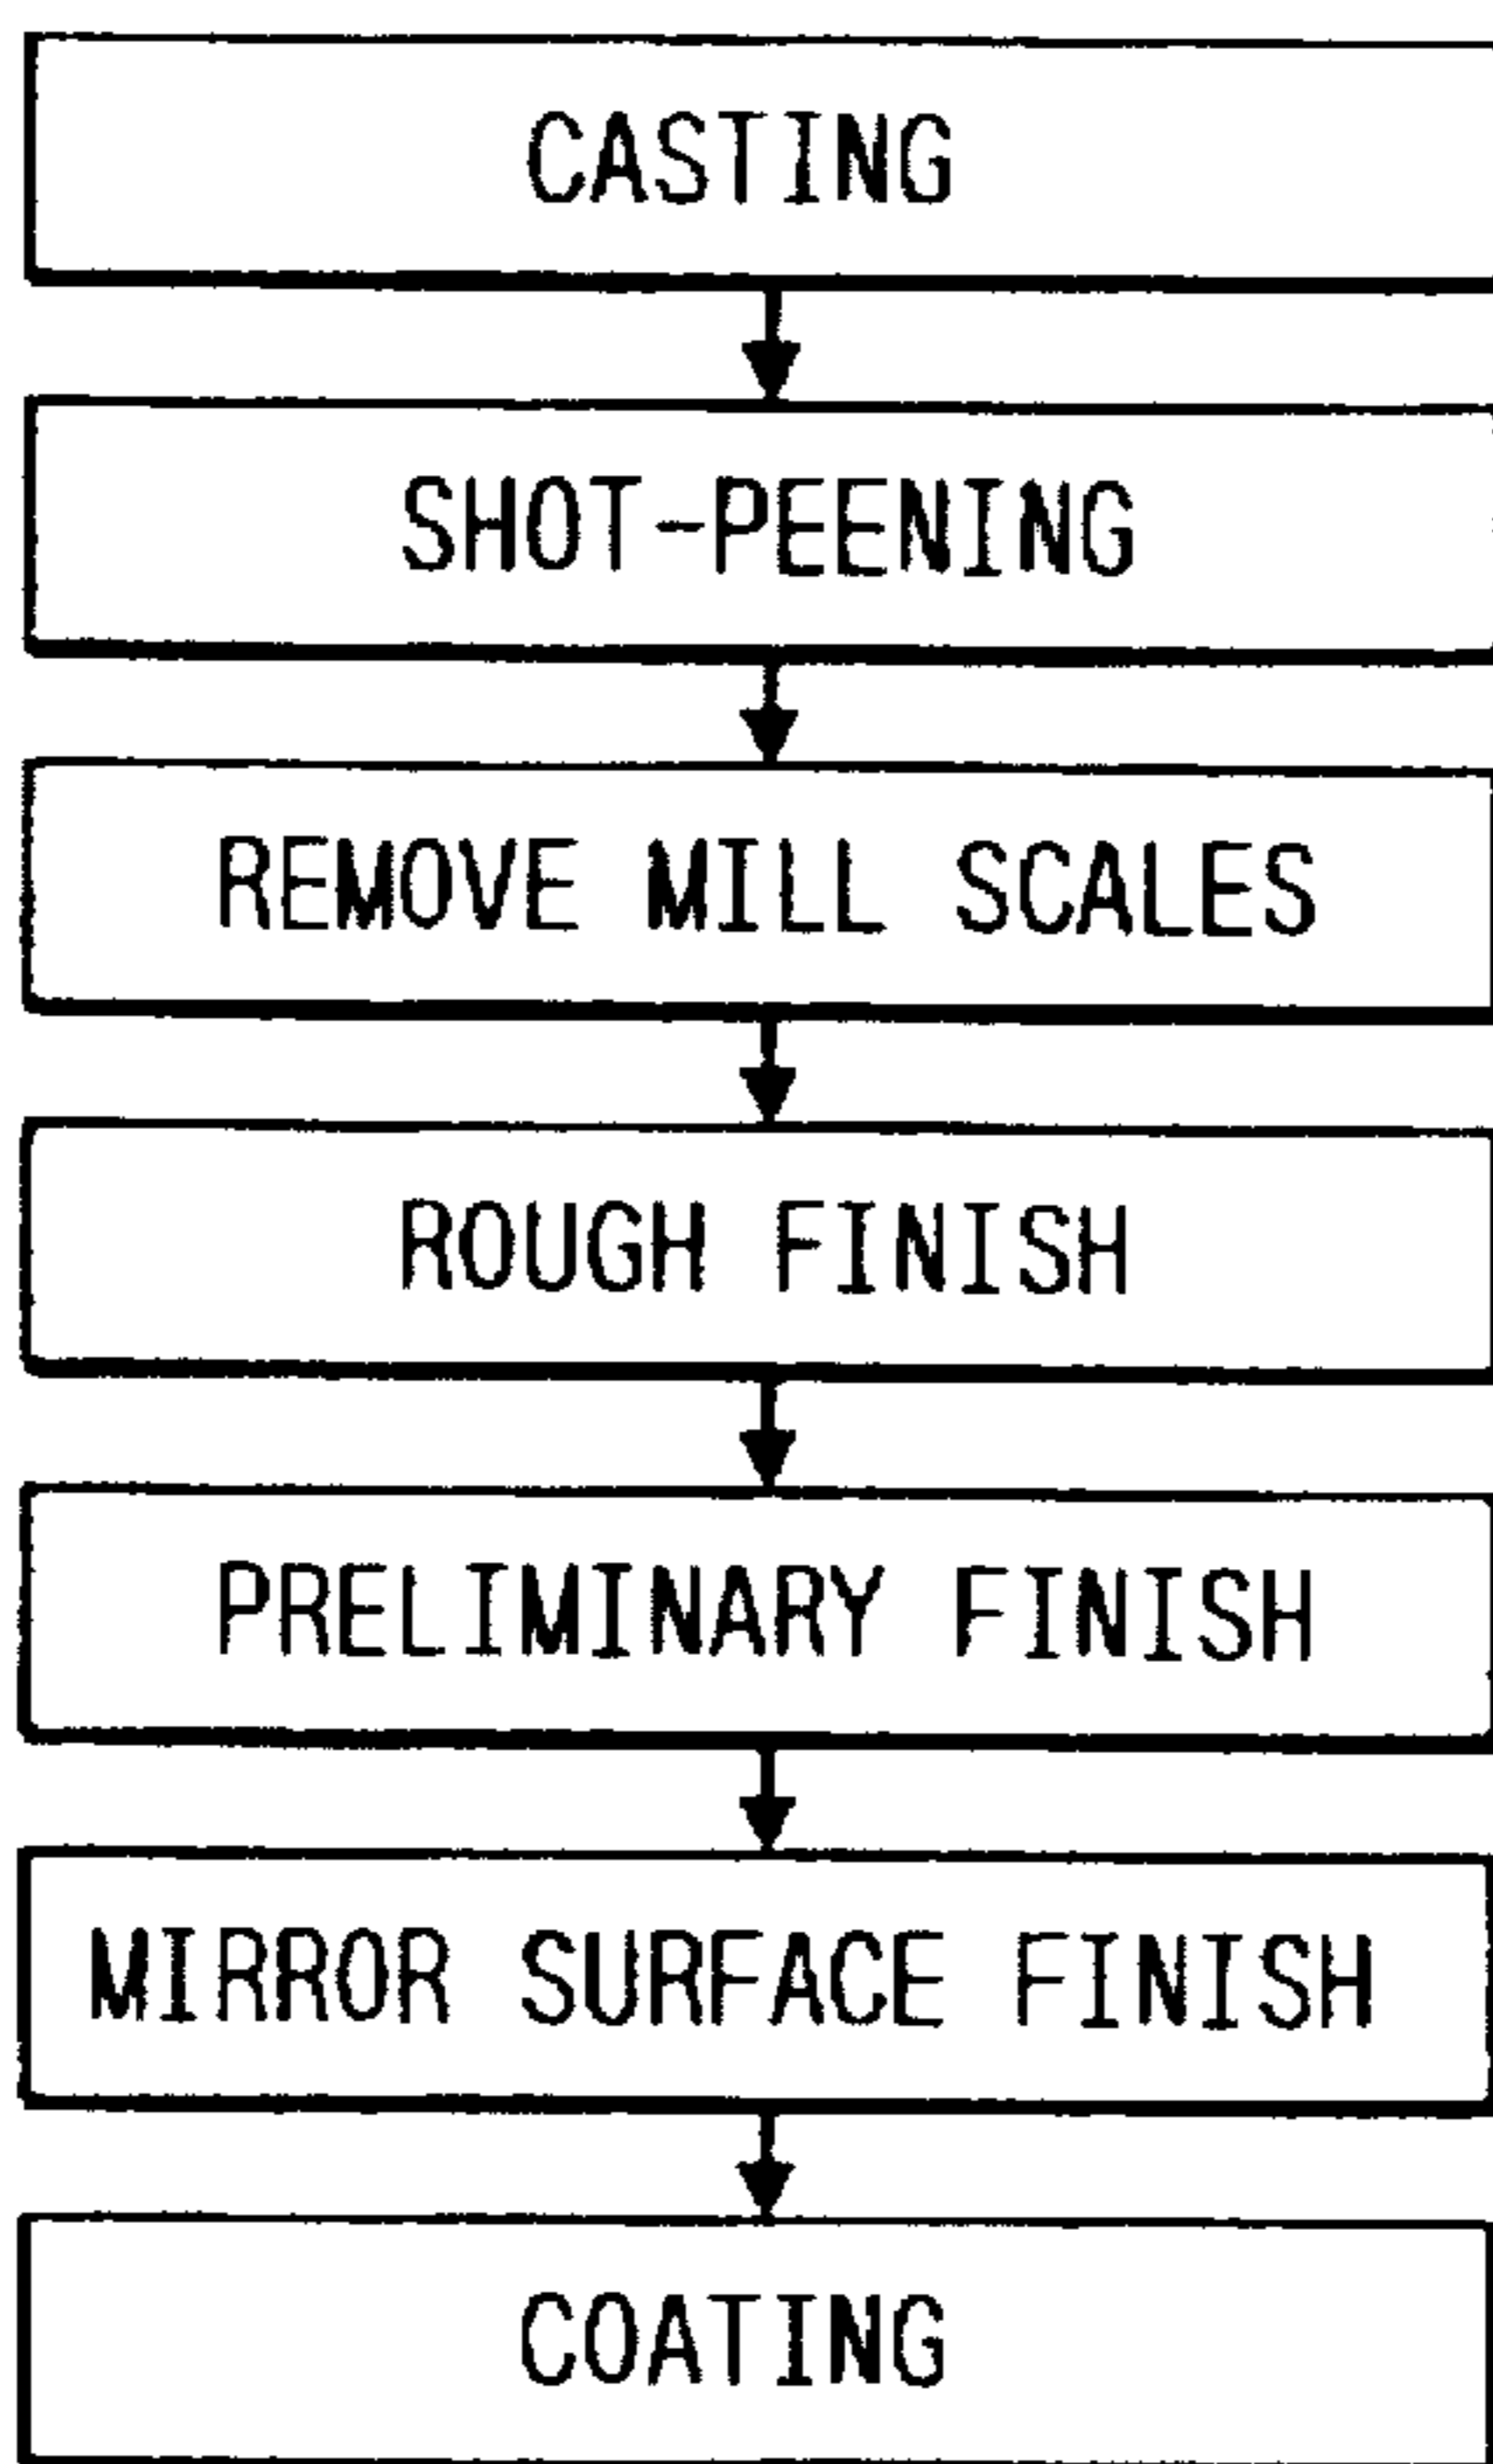 CASTING
SHOT-PEENING
REMOVE MILL SCALES
ROUGH FINISH
PRELIMINARY FINISH
MIRROR SURFACE FINISH
COATING